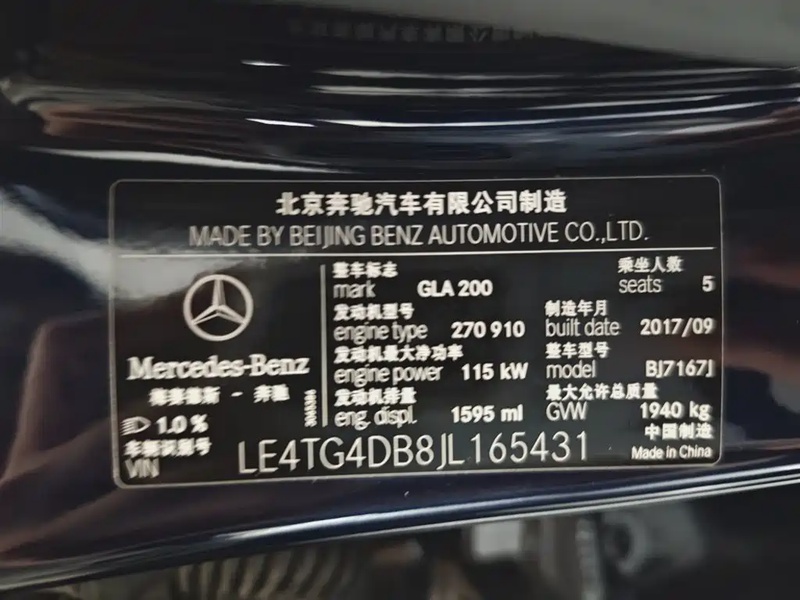 北京奔驰汽车有限公司制造
MADE BY BEIJING BENZ AUTOMOTIVE CO.,LTD.
Mercedes-Benz
梅赛德斯 - 奔驰
1.0 %
整车标志
mark GLA 200
乘坐人数
seats 5
发动机型号
engine type 270 910
制造年月
built date 2017/09
发动机最大净功率
engine power 115 kW
整车型号
model BJ7167J
发动机排量
eng. displ. 1595 ml
最大允许总质量
GVW 1940 kg
车辆识别号
VIN LE4TG4DB8JL165431
中国制造
Made in China